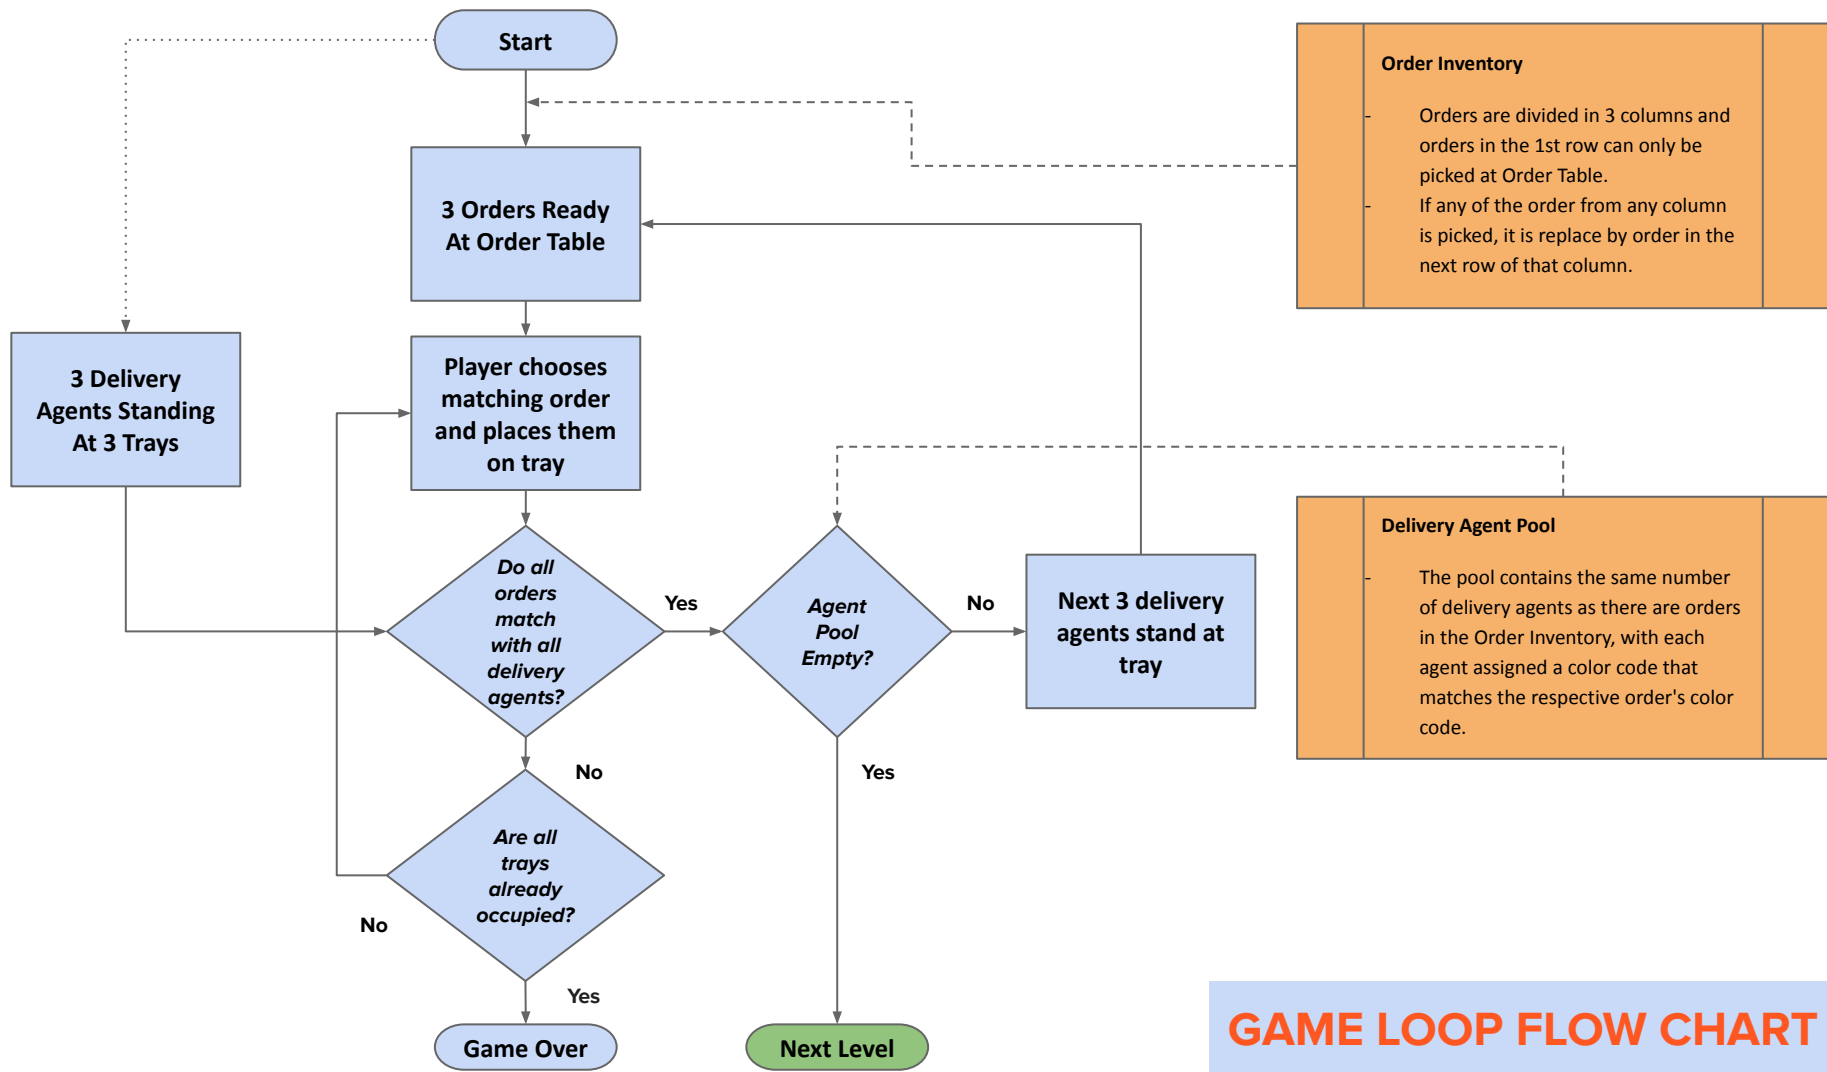 Start
3 Orders Ready
At Order Table
3 Delivery
Agents Standing
At 3 Trays
Player chooses
matching order
and places them
on tray
Do all
orders
match
with all
delivery
agents?
Yes
Agent
Pool
Empty?
No
Next 3 delivery
agents stand at
tray
No
Yes
Are all
trays
already
occupied?
No
Yes
Game Over
Next Level
Order Inventory
- Orders are divided in 3 columns and
orders in the 1st row can only be
picked at Order Table.
- If any of the order from any column
is picked, it is replace by order in the
next row of that column.
Delivery Agent Pool
- The pool contains the same number
of delivery agents as there are orders
in the Order Inventory, with each
agent assigned a color code that
matches the respective order's color
code.
GAME LOOP FLOW CHART